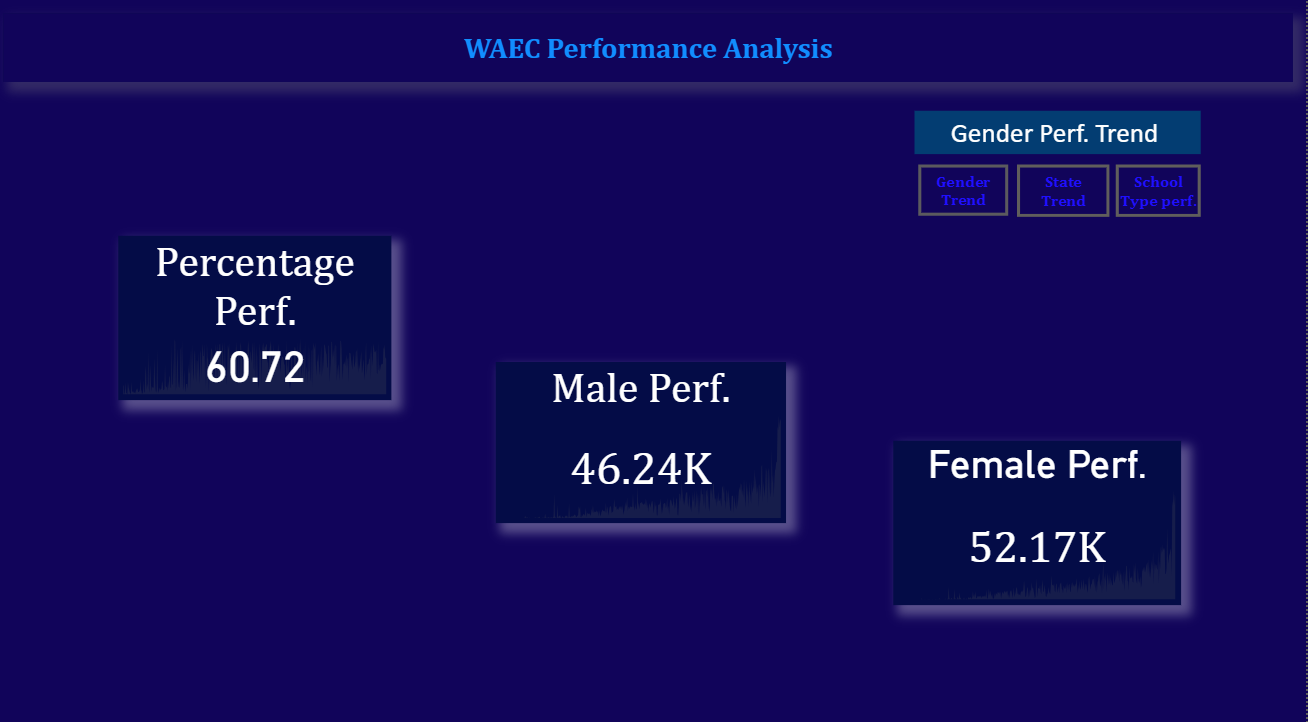 WAEC Performance Analysis
Gender Perf. Trend
Gender
Trend
State
Trend
School
Type perf.
Percentage
Perf.
60.72
Male Perf.
46.24K
Female Perf.
52.17K